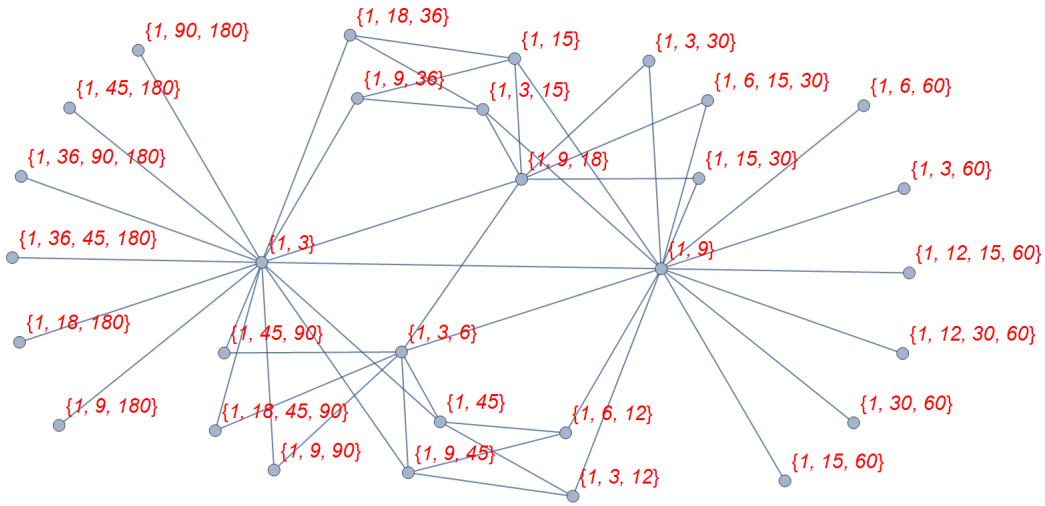 {1, 18, 36}
{1, 90, 180}
{1, 15}
{1, 3, 30}
{1, 45, 180}
{1, 9, 36}
{1, 3, 15}
{1, 6, 15, 30}
{1, 6, 60}
{1, 36, 90, 180}
{1, 9, 18}
{1, 15, 30}
{1, 3, 60}
{1, 36, 45, 180}
{1, 3}
{1, 9}
{1, 12, 15, 60}
{1, 18, 180}
{1, 45, 90}
{1, 3, 6}
{1, 12, 30, 60}
{1, 9, 180}
{1, 18, 45, 90}
{1, 45}
{1, 6, 12}
{1, 30, 60}
{1, 9, 90}
{1, 9, 45}
{1, 3, 12}
{1, 15, 60}